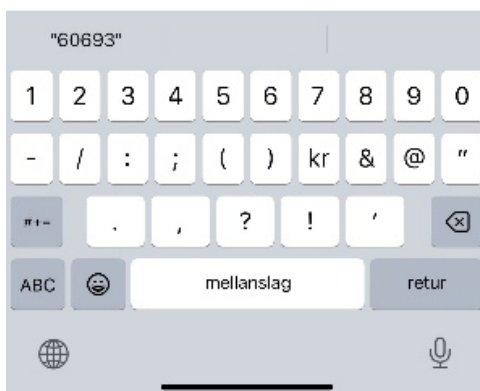 "60693"
1 2 3 4 5 6 7 8 9 0
- / : ; ( ) kr & @ "
#+= . , ? ! ′
ABC mellanslag retur